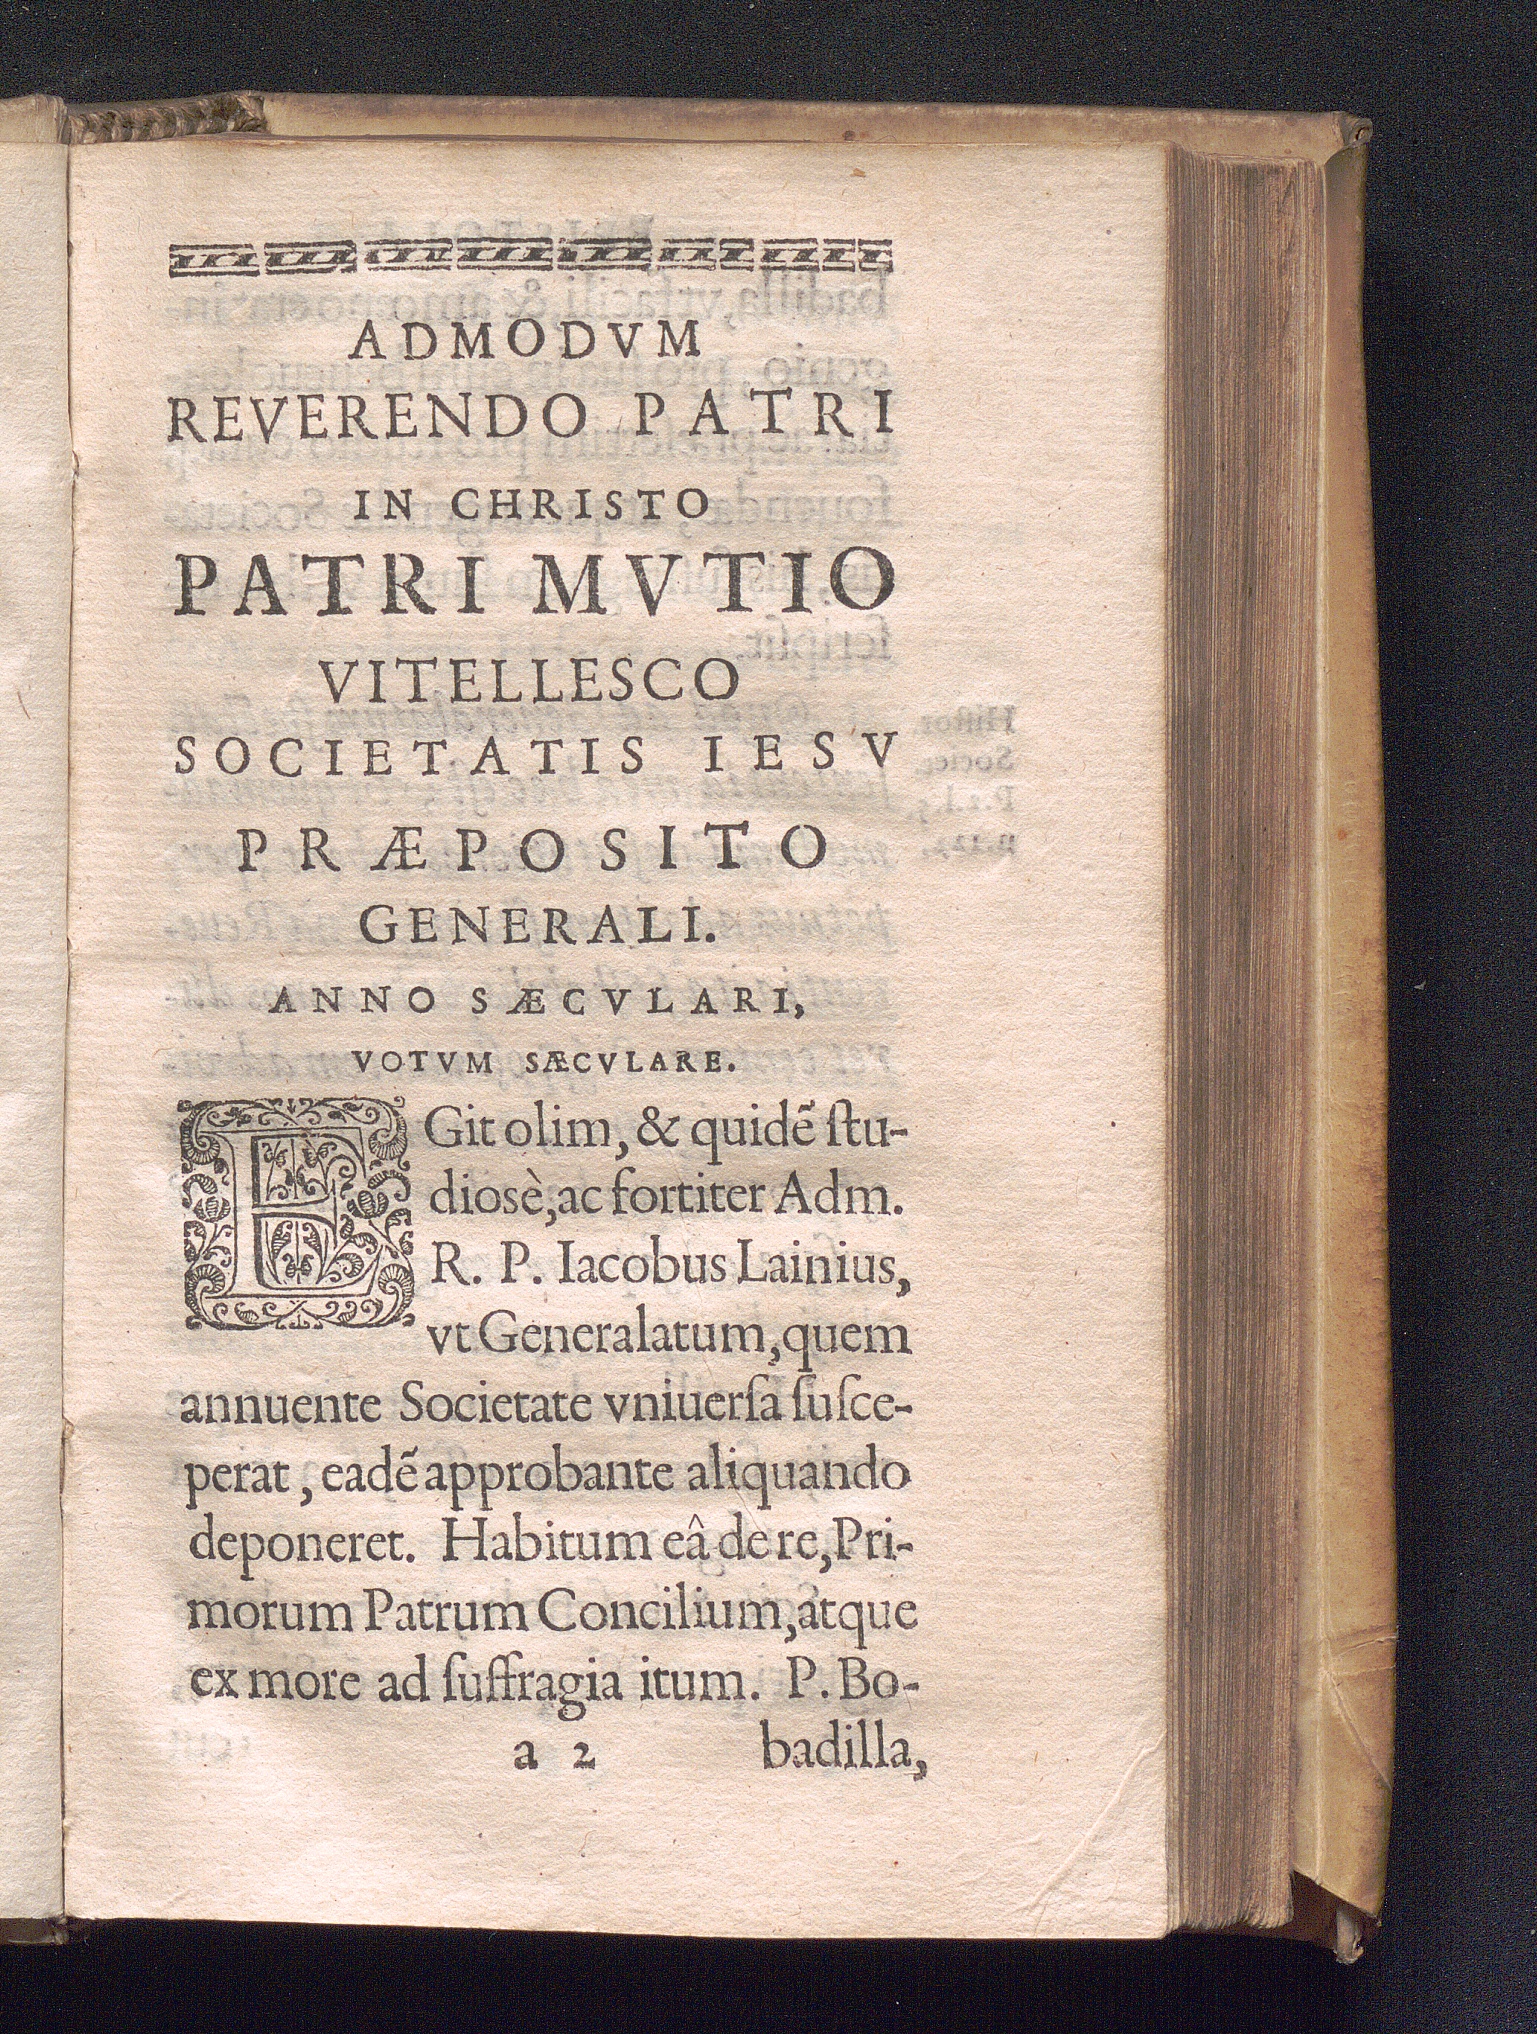 ADMODVM
REVERENDO PATRI
IN CHRISTO
PATRI MVTIO
VITELLESCO
SOCIETATIS IESV
PRÆPOSITO
GENERALI.
ANNO SÆCVLARI,
VOTVM SÆCVLARE.
EGit olim, & quidẽ ſtu-
diosè, ac fortiter Adm.
R. P. Iacobus Lainius,
vt Generalatum, quem
annuente Societate vniuerſa ſuſce-
perat, eadẽ approbante aliquando
deponeret. Habitum eâ de re, Pri-
morum Patrum Concilium, atque
ex more ad ſuffragia itum. P. Bo-
a 2 badilla,